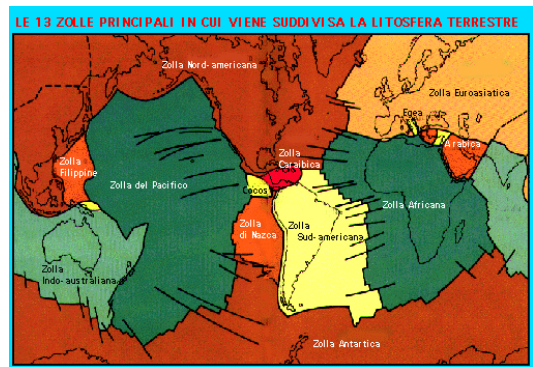 LE 13 ZOLLE PRINCIPALI IN CUI VIENE SUDDIVISA LA LITOSFERA TERRESTRE
Zolla Nord-americana
Zolla Euroasiatica
Egea
Arabica
Zolla
Filippine
Zolla
Caraibica
Zolla del Pacifico
Cocos
Zolla Africana
Zolla
di Nazca
Zolla
Sud-americana
Zolla
Indo-australiana
Zolla Antartica